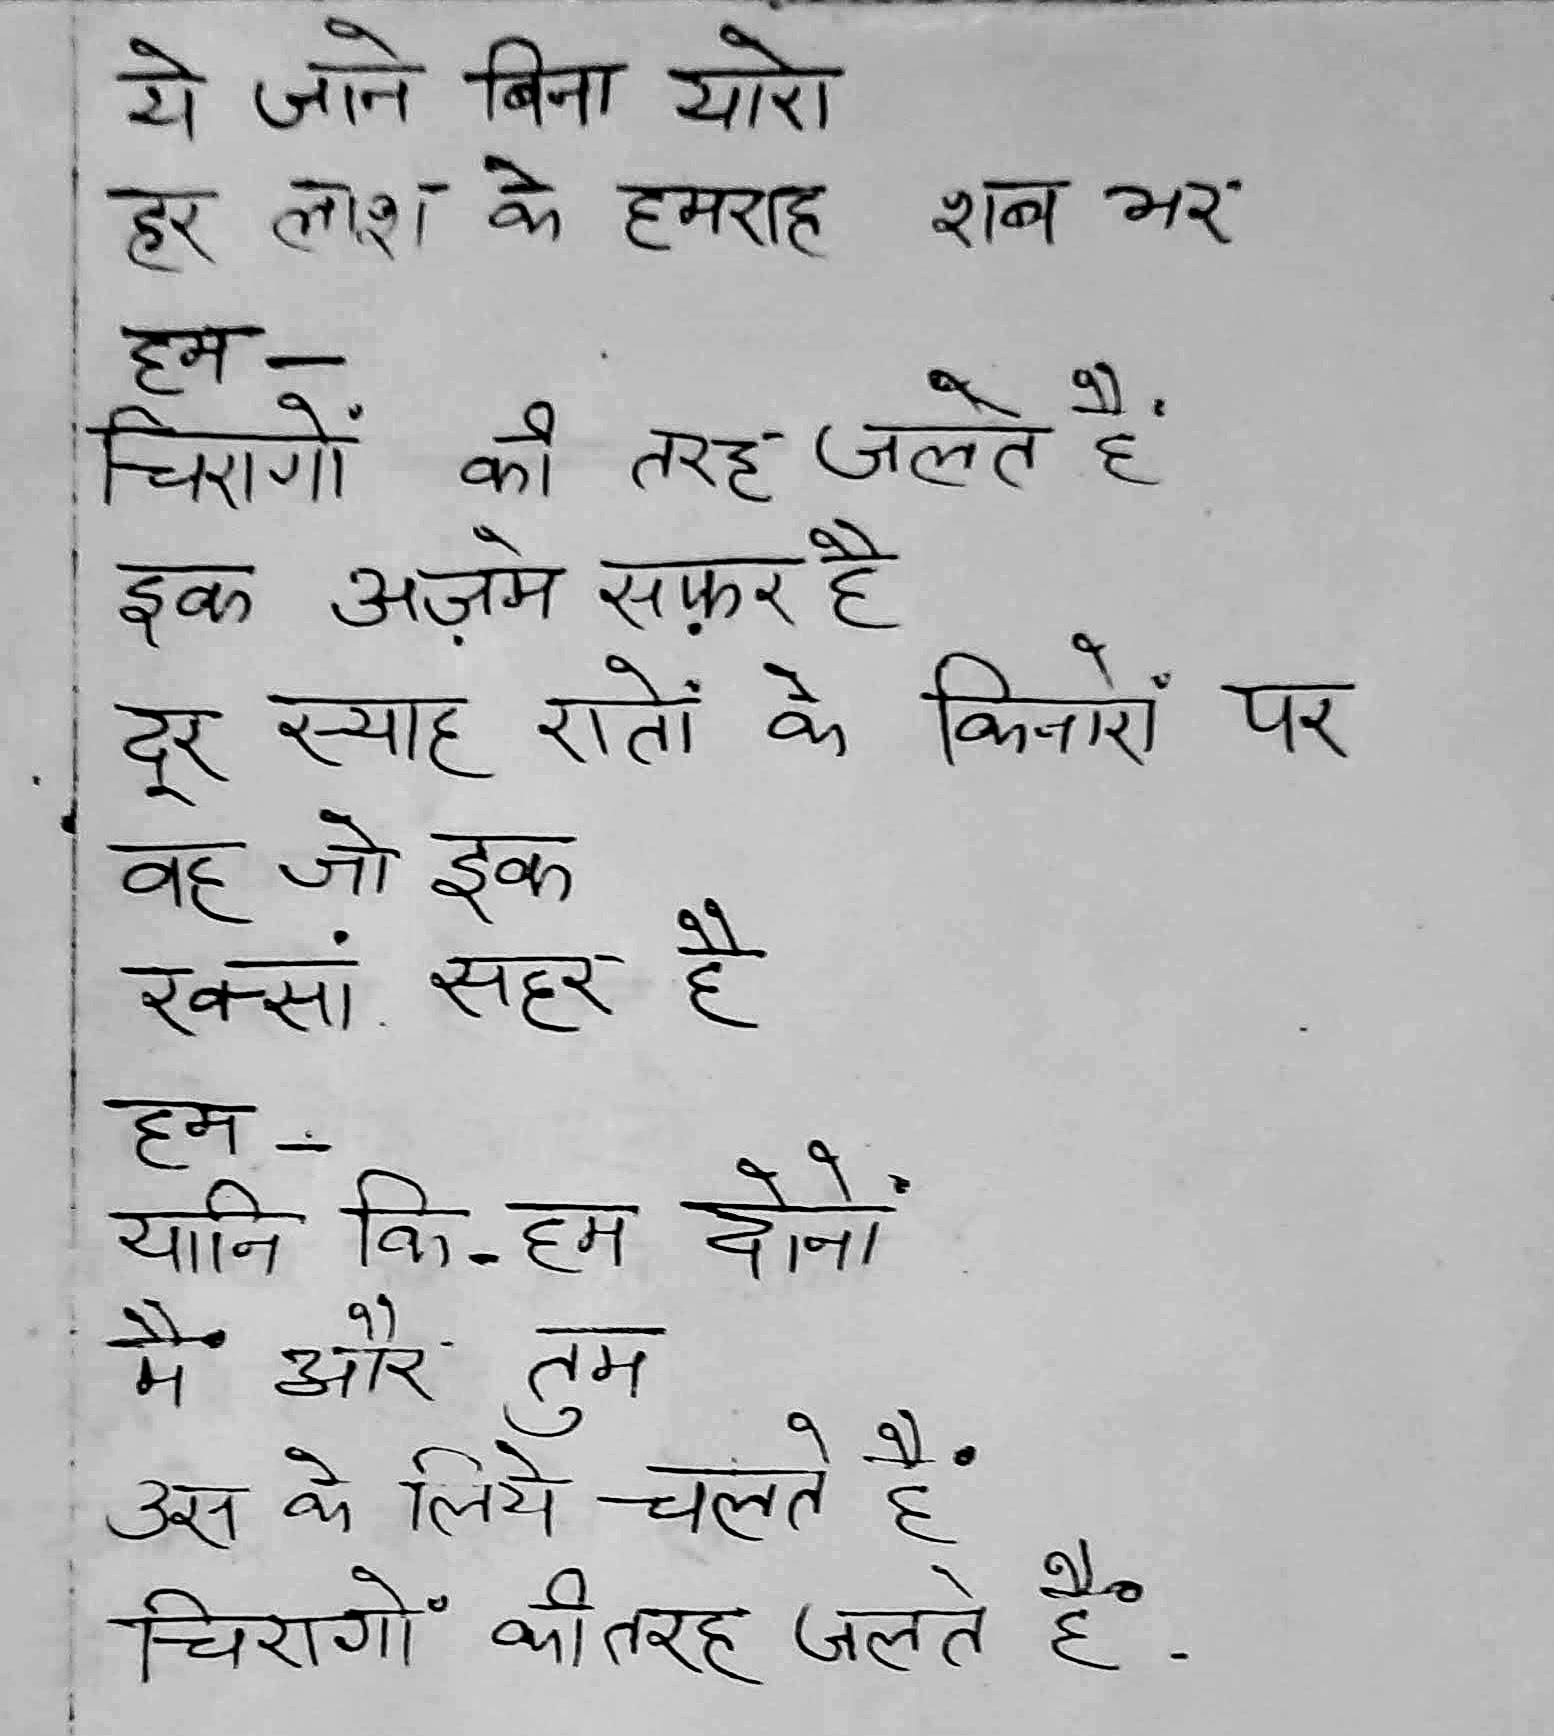 ये जाने बिना यारो
हर लाश के हमराह शब भर
हम –
चिरागों की तरह जलते हैं
इक अज़मे सफ़र है
दूर स्याह रातों के किनारों पर
वह जो इक
रक्सां सहर है
हम –
यानि कि - हम दोनों
मैं और तुम
उस के लिये चलते हैं
चिरागों की तरह जलते हैं .